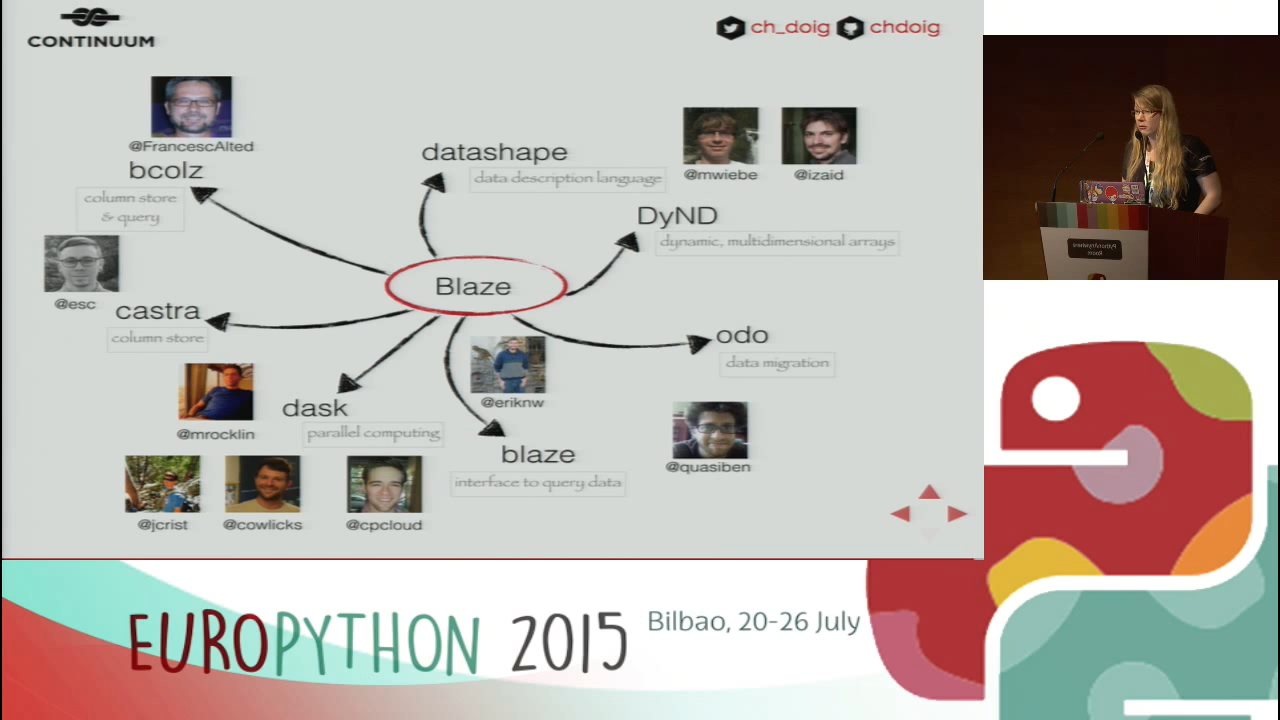 CONTINUUM
ch_doig chdoig
@FrancescAlted
bcolz
column store
& query
datashape
data description language
@mwiebe
@izaid
DyND
dynamic, multidimensional arrays
Blaze
@esc
castra
column store
odo
data migration
@mrocklin
dask
parallel computing
@eriknw
blaze
interface to query data
@quasiben
@jcrist
@cowlicks
@cpcloud
PythonAnywhere
Room
EUROPYTHON 2015
Bilbao, 20-26 July